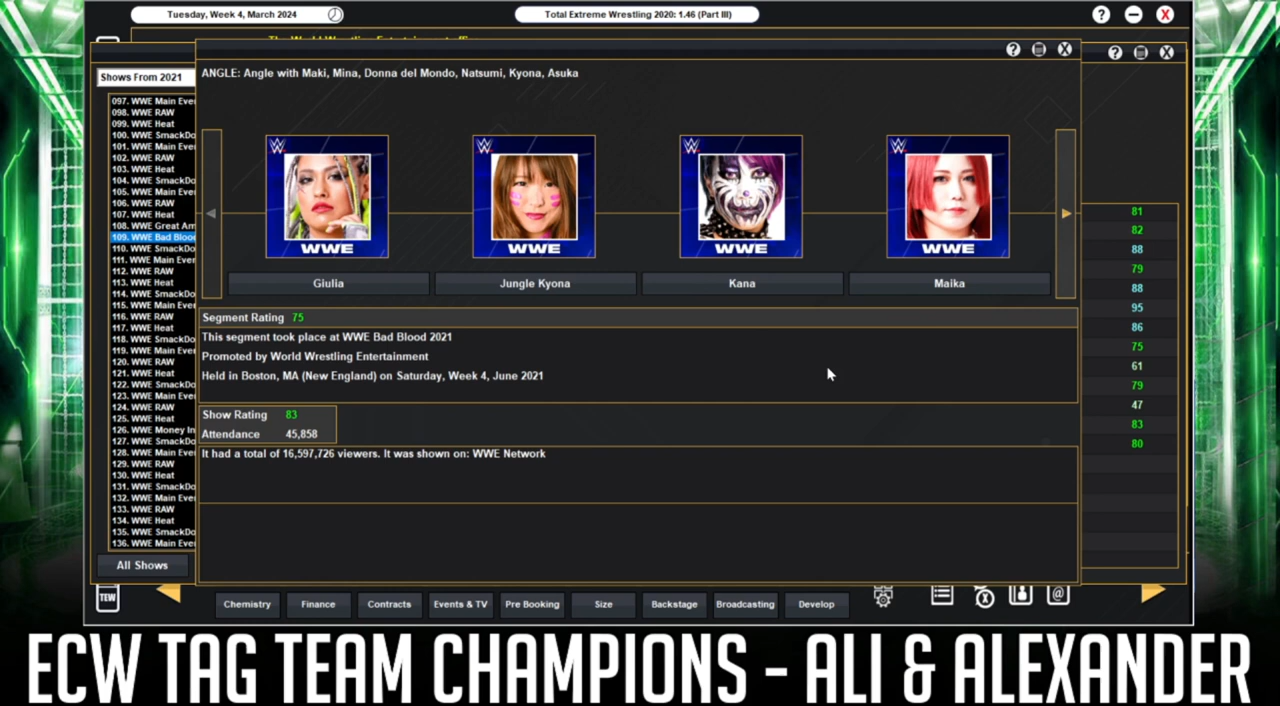 Tuesday, Week 4, March 2024
Total Extreme Wrestling 2020: 1.46 (Part III)
?
X
The World Wrestling Entertainment
?
X
?
X
Shows From 2021
ANGLE: Angle with Maki, Mina, Donna del Mondo, Natsumi, Kyona, Asuka
097. WWE Main Eve
098. WWE RAW
099. WWE Heat
100. WWE SmackDo
101. WWE Main Eve
102. WWE RAW
103. WWE Heat
104. WWE SmackDo
105. WWE Main Eve
106. WWE RAW
107. WWE Heat
108. WWE Great Am
109. WWE Bad Blood
110. WWE SmackDo
111. WWE Main Eve
112. WWE RAW
113. WWE Heat
114. WWE SmackDo
115. WWE Main Eve
116. WWE RAW
117. WWE Heat
118. WWE SmackDo
119. WWE Main Eve
120. WWE RAW
121. WWE Heat
122. WWE SmackDo
123. WWE Main Eve
124. WWE RAW
125. WWE Heat
126. WWE Money In
127. WWE SmackDo
128. WWE Main Eve
129. WWE RAW
130. WWE Heat
131. WWE SmackDo
132. WWE Main Eve
133. WWE RAW
134. WWE Heat
135. WWE SmackDo
136. WWE Main Eve
All Shows
W
WWE
W
WWE
W
WWE
W
WWE
Giulia
Jungle Kyona
Kana
Maika
Segment Rating 75
This segment took place at WWE Bad Blood 2021
Promoted by World Wrestling Entertainment
Held in Boston, MA (New England) on Saturday, Week 4, June 2021
Show Rating 83
Attendance 45,858
It had a total of 16,597,726 viewers. It was shown on: WWE Network
81
82
88
79
88
95
86
75
61
79
47
83
80
TEW
Chemistry
Finance
Contracts
Events & TV
Pre Booking
Size
Backstage
Broadcasting
Develop
@
ECW TAG TEAM CHAMPIONS - ALI & ALEXANDER